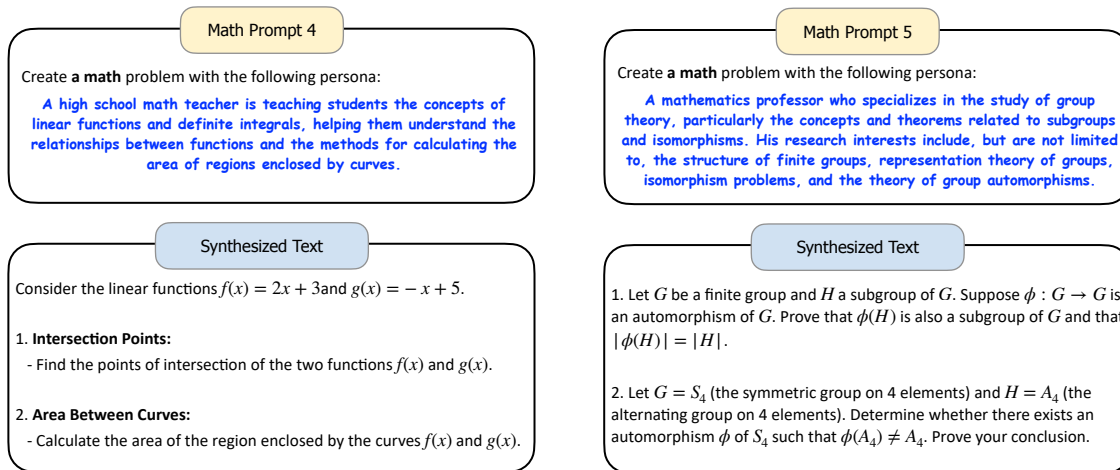 Math Prompt 4
Create a math problem with the following persona:
A high school math teacher is teaching students the concepts of
linear functions and definite integrals, helping them understand the
relationships between functions and the methods for calculating the
area of regions enclosed by curves.
Synthesized Text
Consider the linear functions f(x) = 2x + 3and g(x) = − x + 5.
1. Intersection Points:
- Find the points of intersection of the two functions f(x) and g(x).
2. Area Between Curves:
- Calculate the area of the region enclosed by the curves f(x) and g(x).
Math Prompt 5
Create a math problem with the following persona:
A mathematics professor who specializes in the study of group
theory, particularly the concepts and theorems related to subgroups
and isomorphisms. His research interests include, but are not limited
to, the structure of finite groups, representation theory of groups,
isomorphism problems, and the theory of group automorphisms.
Synthesized Text
1. Let G be a finite group and H a subgroup of G. Suppose ϕ : G → G is
an automorphism of G. Prove that ϕ(H) is also a subgroup of G and that
|ϕ(H)| = |H|.
2. Let G = S₄ (the symmetric group on 4 elements) and H = A₄ (the
alternating group on 4 elements). Determine whether there exists an
automorphism ϕ of S₄ such that ϕ(A₄) ≠ A₄. Prove your conclusion.